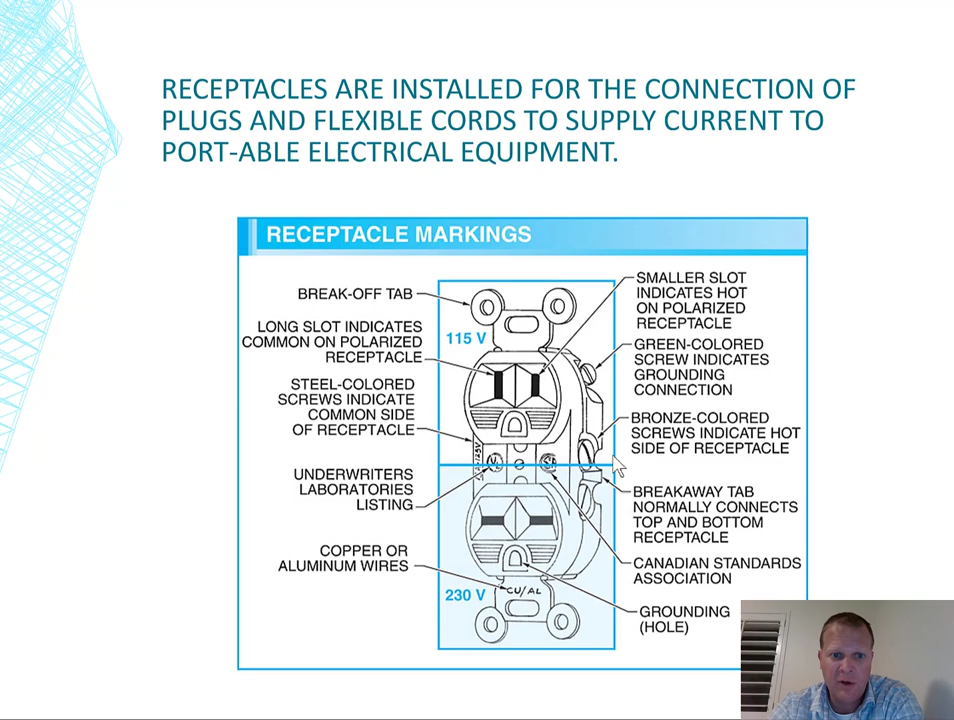 RECEPTACLES ARE INSTALLED FOR THE CONNECTION OF
PLUGS AND FLEXIBLE CORDS TO SUPPLY CURRENT TO
PORT-ABLE ELECTRICAL EQUIPMENT.
RECEPTACLE MARKINGS
BREAK-OFF TAB
LONG SLOT INDICATES
COMMON ON POLARIZED
RECEPTACLE
STEEL-COLORED
SCREWS INDICATE
COMMON SIDE
OF RECEPTACLE
UNDERWRITERS
LABORATORIES
LISTING
COPPER OR
ALUMINUM WIRES
115 V
230 V
CU/AL
SMALLER SLOT
INDICATES HOT
ON POLARIZED
RECEPTACLE
GREEN-COLORED
SCREW INDICATES
GROUNDING
CONNECTION
BRONZE-COLORED
SCREWS INDICATE HOT
SIDE OF RECEPTACLE
BREAKAWAY TAB
NORMALLY CONNECTS
TOP AND BOTTOM
RECEPTACLE
CANADIAN STANDARDS
ASSOCIATION
GROUNDING
(HOLE)